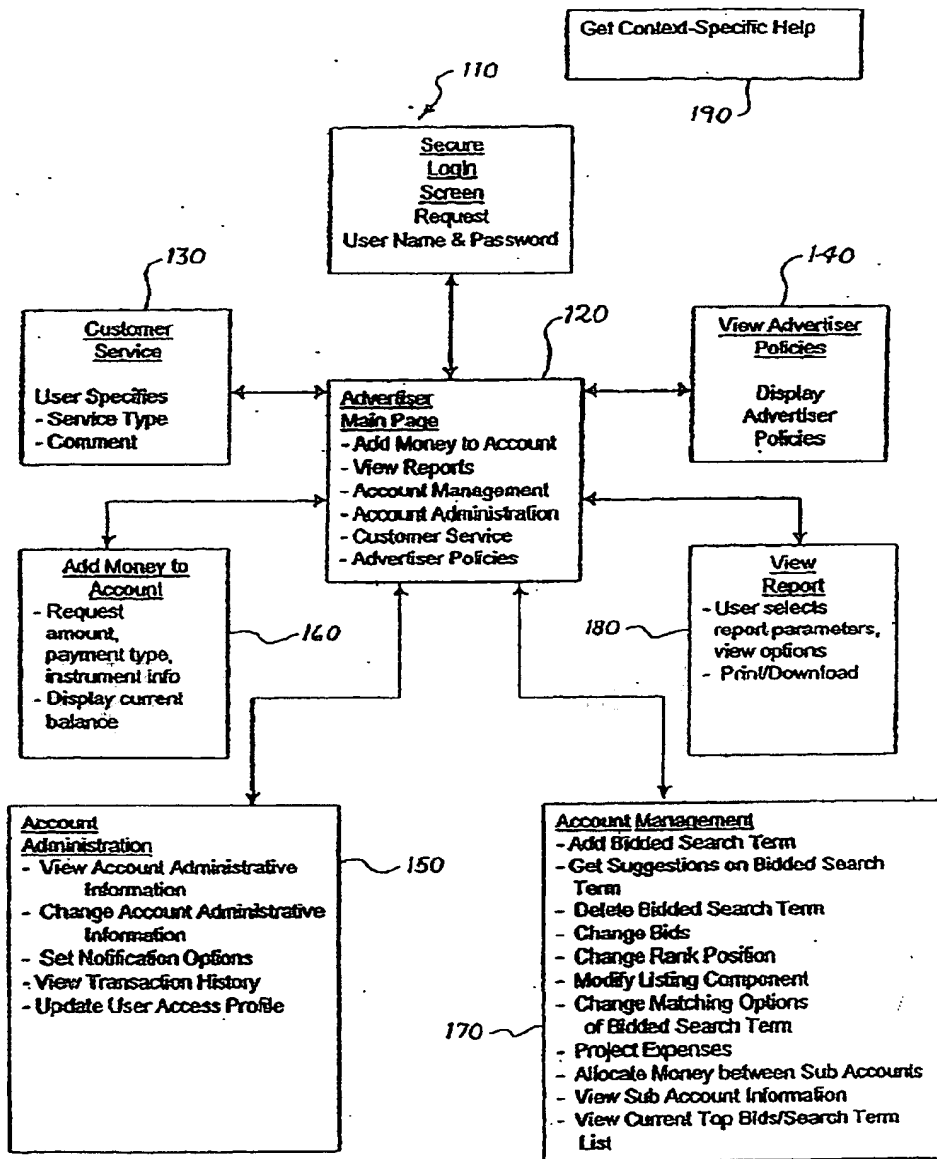 Get Context-Specific Help
190
110
Secure
Login
Screen
Request
User Name & Password
130
Customer
Service
User Specifies
- Service Type
- Comment
120
Advertiser
Main Page
- Add Money to Account
- View Reports
- Account Management
- Account Administration
- Customer Service
- Advertiser Policies
140
View Advertiser
Policies
Display
Advertiser
Policies
Add Money to
Account
- Request
amount,
payment type,
instrument info
- Display current
balance
160
View
Report
- User selects
report parameters,
view options
- Print/Download
180
Account
Administration
- View Account Administrative
Information
- Change Account Administrative
Information
- Set Notification Options
- View Transaction History
- Update User Access Profile
150
Account Management
- Add Bidded Search Term
- Get Suggestions on Bidded Search
Term
- Delete Bidded Search Term
- Change Bids
- Change Rank Position
- Modify Listing Component
- Change Matching Options
of Bidded Search Term
- Project Expenses
- Allocate Money between Sub Accounts
- View Sub Account Information
- View Current Top Bids/Search Term
List
170